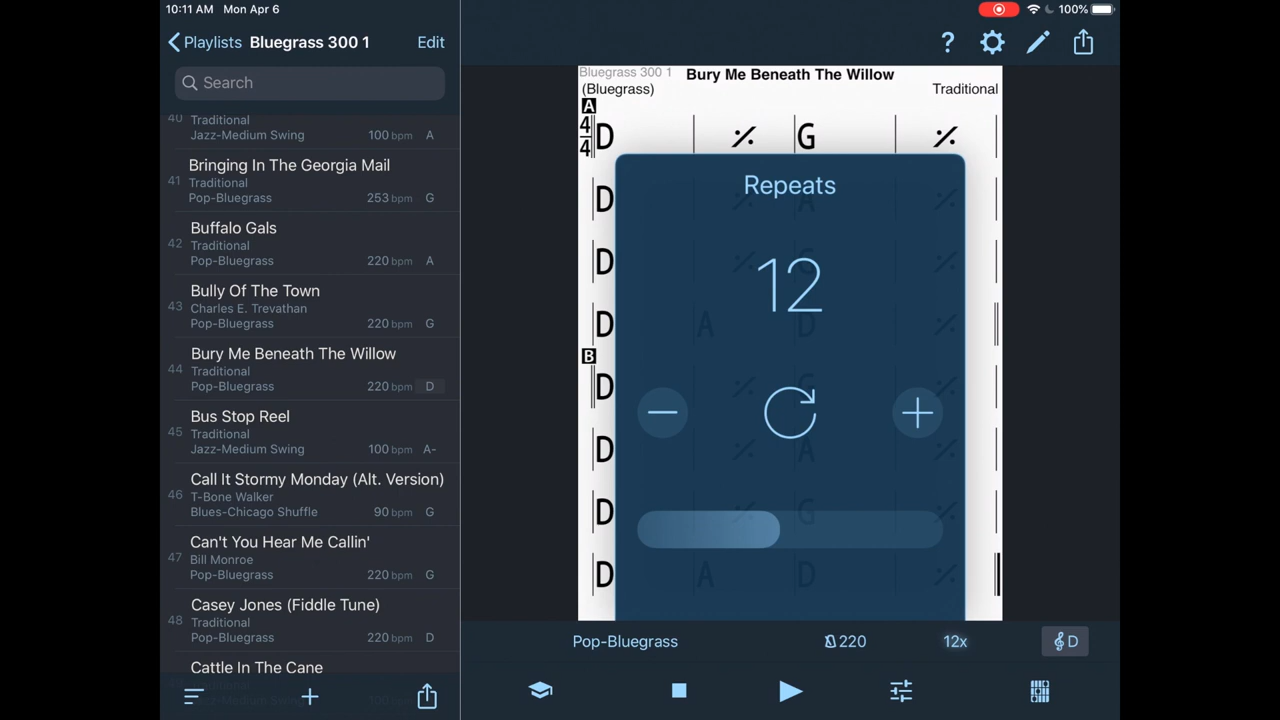 10:11 AM Mon Apr 6
100%
Playlists Bluegrass 300 1 Edit
Search
40
Traditional
Jazz-Medium Swing 100 bpm A
Bringing In The Georgia Mail
41
Traditional
Pop-Bluegrass 253 bpm G
Buffalo Gals
42
Traditional
Pop-Bluegrass 220 bpm A
Bully Of The Town
43
Charles E. Trevathan
Pop-Bluegrass 220 bpm G
Bury Me Beneath The Willow
44
Traditional
Pop-Bluegrass 220 bpm D
Bus Stop Reel
45
Traditional
Jazz-Medium Swing 100 bpm A-
Call It Stormy Monday (Alt. Version)
46
T-Bone Walker
Blues-Chicago Shuffle 90 bpm G
Can't You Hear Me Callin'
47
Bill Monroe
Pop-Bluegrass 220 bpm G
Casey Jones (Fiddle Tune)
48
Traditional
Pop-Bluegrass 220 bpm D
Cattle In The Cane
?
Bluegrass 300 1 Bury Me Beneath The Willow
(Bluegrass) Traditional
A
4/4 D G
D A
D G
D A D
B
D G
D A
D G
D A D
Repeats
12
Pop-Bluegrass 220 12x D